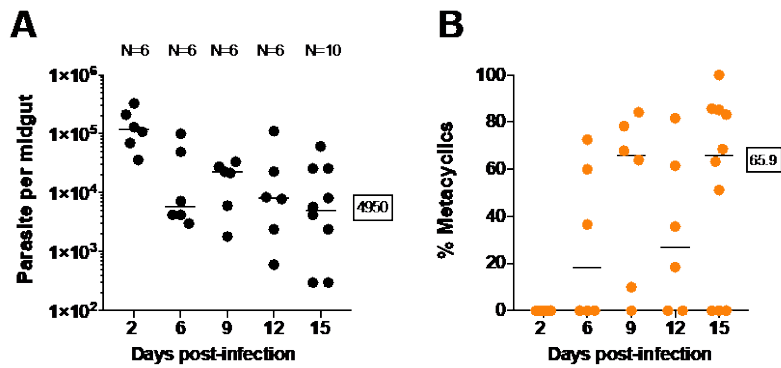 A
N=6 N=6 N=6 N=6 N=10
Parasite per midgut
1×10⁶
1×10⁵
1×10⁴
1×10³
1×10²
4950
2 6 9 12 15
Days post-infection
B
% Metacyclics
100
80
60
40
20
0
65.9
2 6 9 12 15
Days post-infection